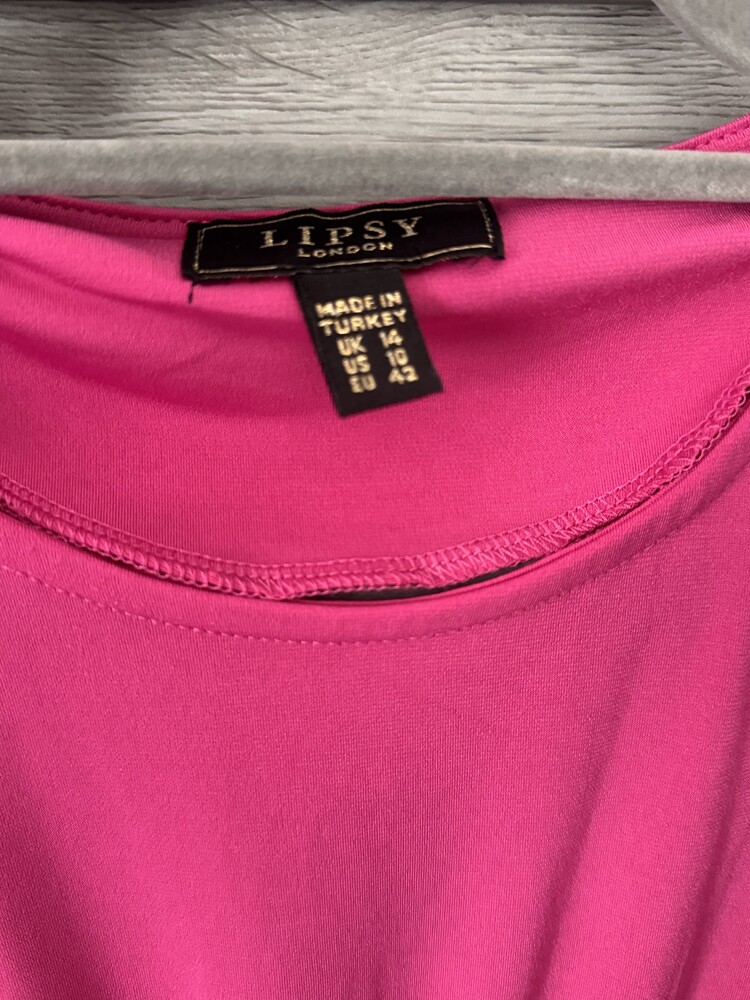 LIPSY
LONDON
MADE IN
TURKEY
UK 14
US 10
EU 42